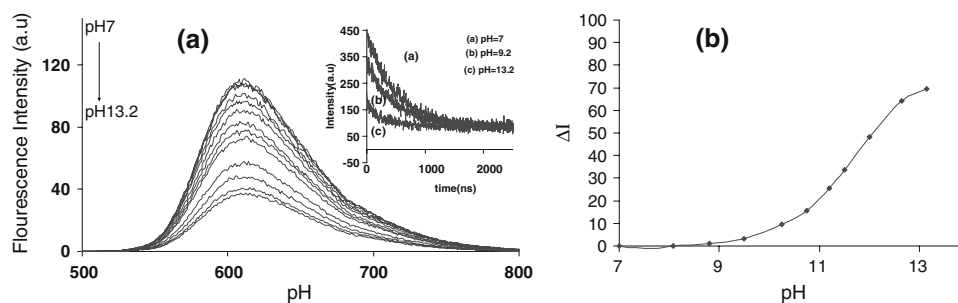 (a)
pH7
pH13.2
Flourescence Intensity (a.u)
120
80
40
0
500
600
700
800
pH
450
350
250
150
50
-50
Intensity(a.u)
(a)
(b)
(c)
(a) pH=7
(b) pH=9.2
(c) pH=13.2
0
1000
2000
time(ns)
(b)
ΔI
100
90
80
70
60
50
40
30
20
10
0
7
9
11
13
pH